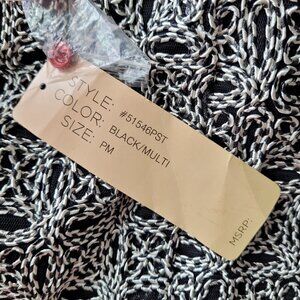 STYLE: #51546PST
COLOR: BLACK/MULTI
SIZE: PM
MSRP: